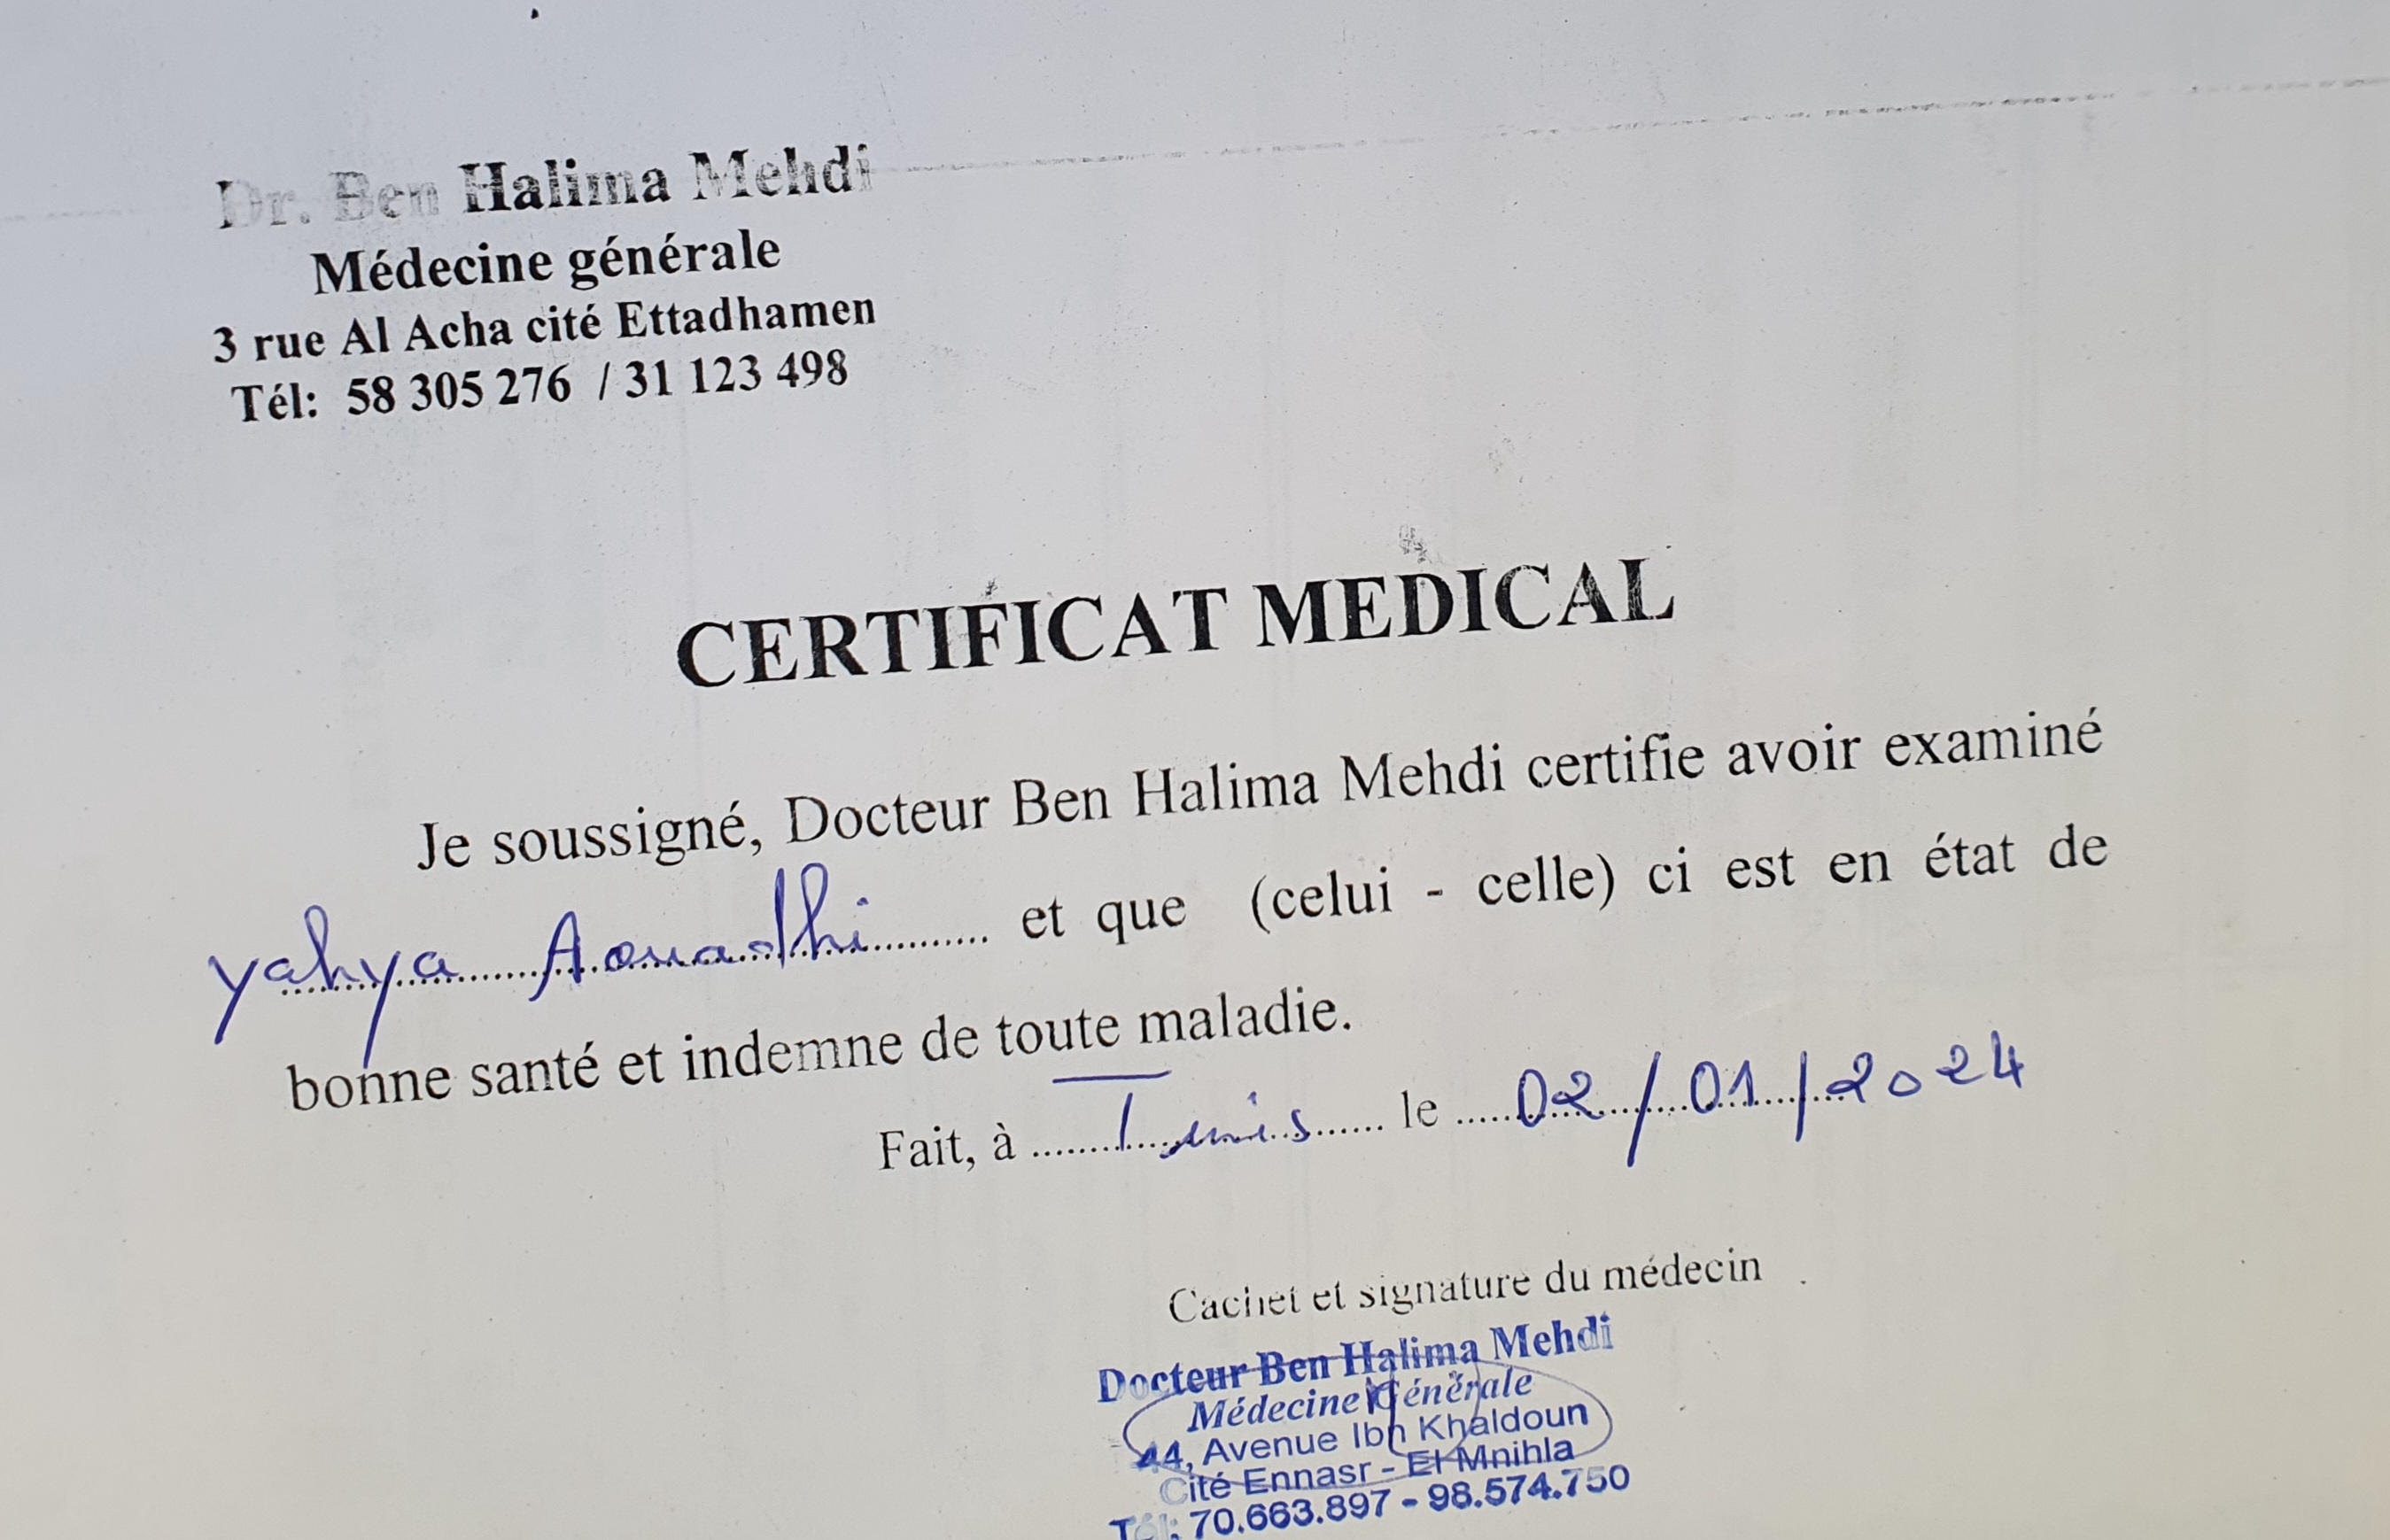 Dr. Ben Halima Mehdi
Médecine générale
3 rue Al Acha cité Ettadhamen
Tél: 58 305 276 / 31 123 498
CERTIFICAT MEDICAL
Je soussigné, Docteur Ben Halima Mehdi certifie avoir examiné
yahya Aouadhi et que (celui - celle) ci est en état de
bonne santé et indemne de toute maladie.
Fait, à Tunis le 02/01/2024
Cachet et signature du médecin
Docteur Ben Halima Mehdi
Médecine Générale
44, Avenue Ibn Khaldoun
Cité Ennasr - El Mnihla
Tél: 70.663.897 - 98.574.750